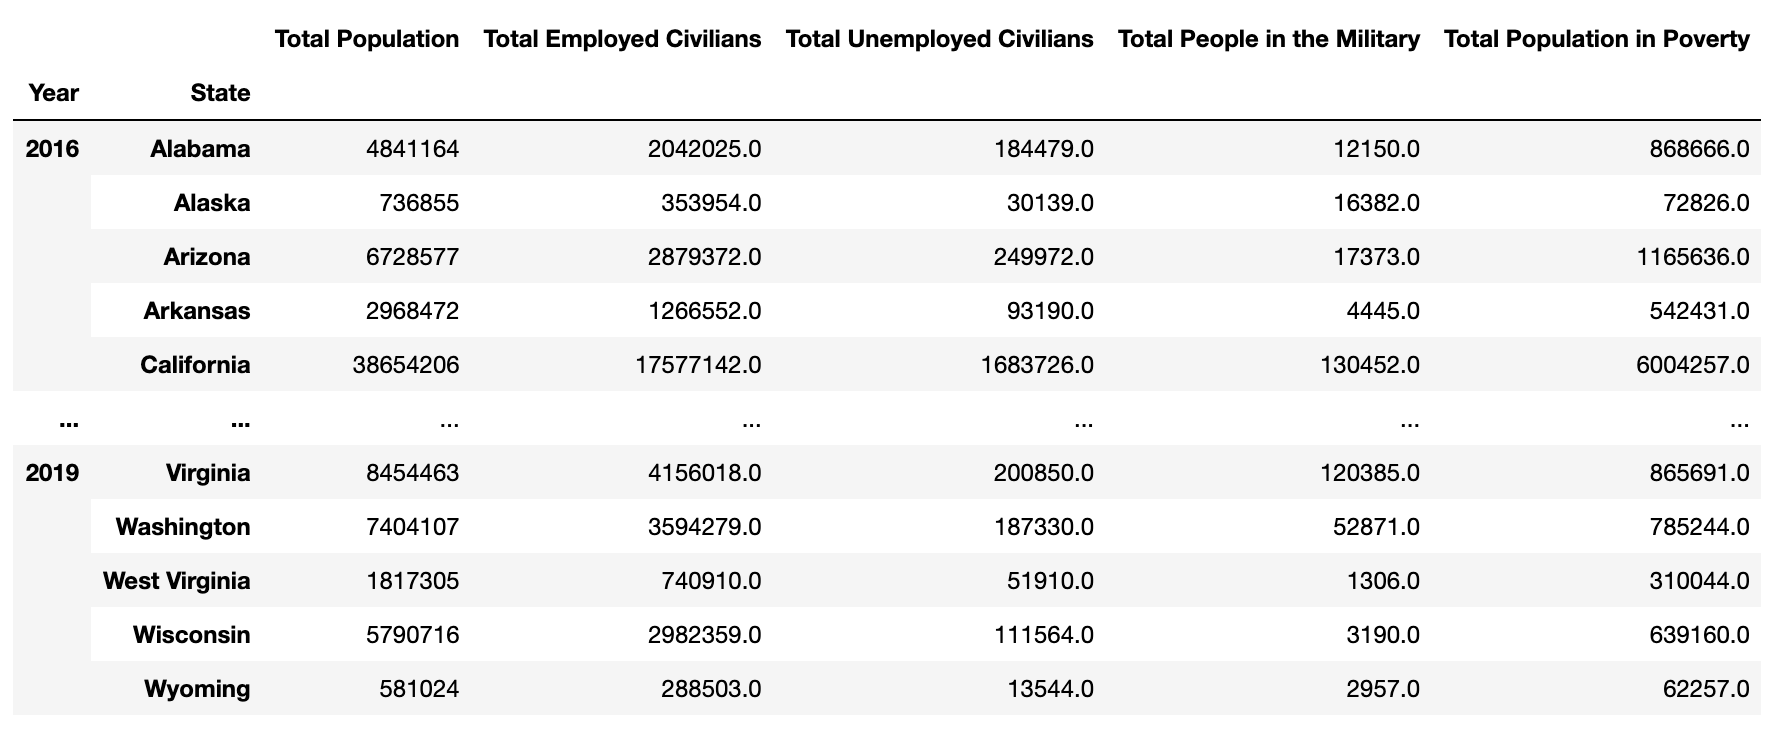 Total Population Total Employed Civilians Total Unemployed Civilians Total People in the Military Total Population in Poverty
Year State
2016 Alabama 4841164 2042025.0 184479.0 12150.0 868666.0
Alaska 736855 353954.0 30139.0 16382.0 72826.0
Arizona 6728577 2879372.0 249972.0 17373.0 1165636.0
Arkansas 2968472 1266552.0 93190.0 4445.0 542431.0
California 38654206 17577142.0 1683726.0 130452.0 6004257.0
... ... ... ... ... ... ...
2019 Virginia 8454463 4156018.0 200850.0 120385.0 865691.0
Washington 7404107 3594279.0 187330.0 52871.0 785244.0
West Virginia 1817305 740910.0 51910.0 1306.0 310044.0
Wisconsin 5790716 2982359.0 111564.0 3190.0 639160.0
Wyoming 581024 288503.0 13544.0 2957.0 62257.0